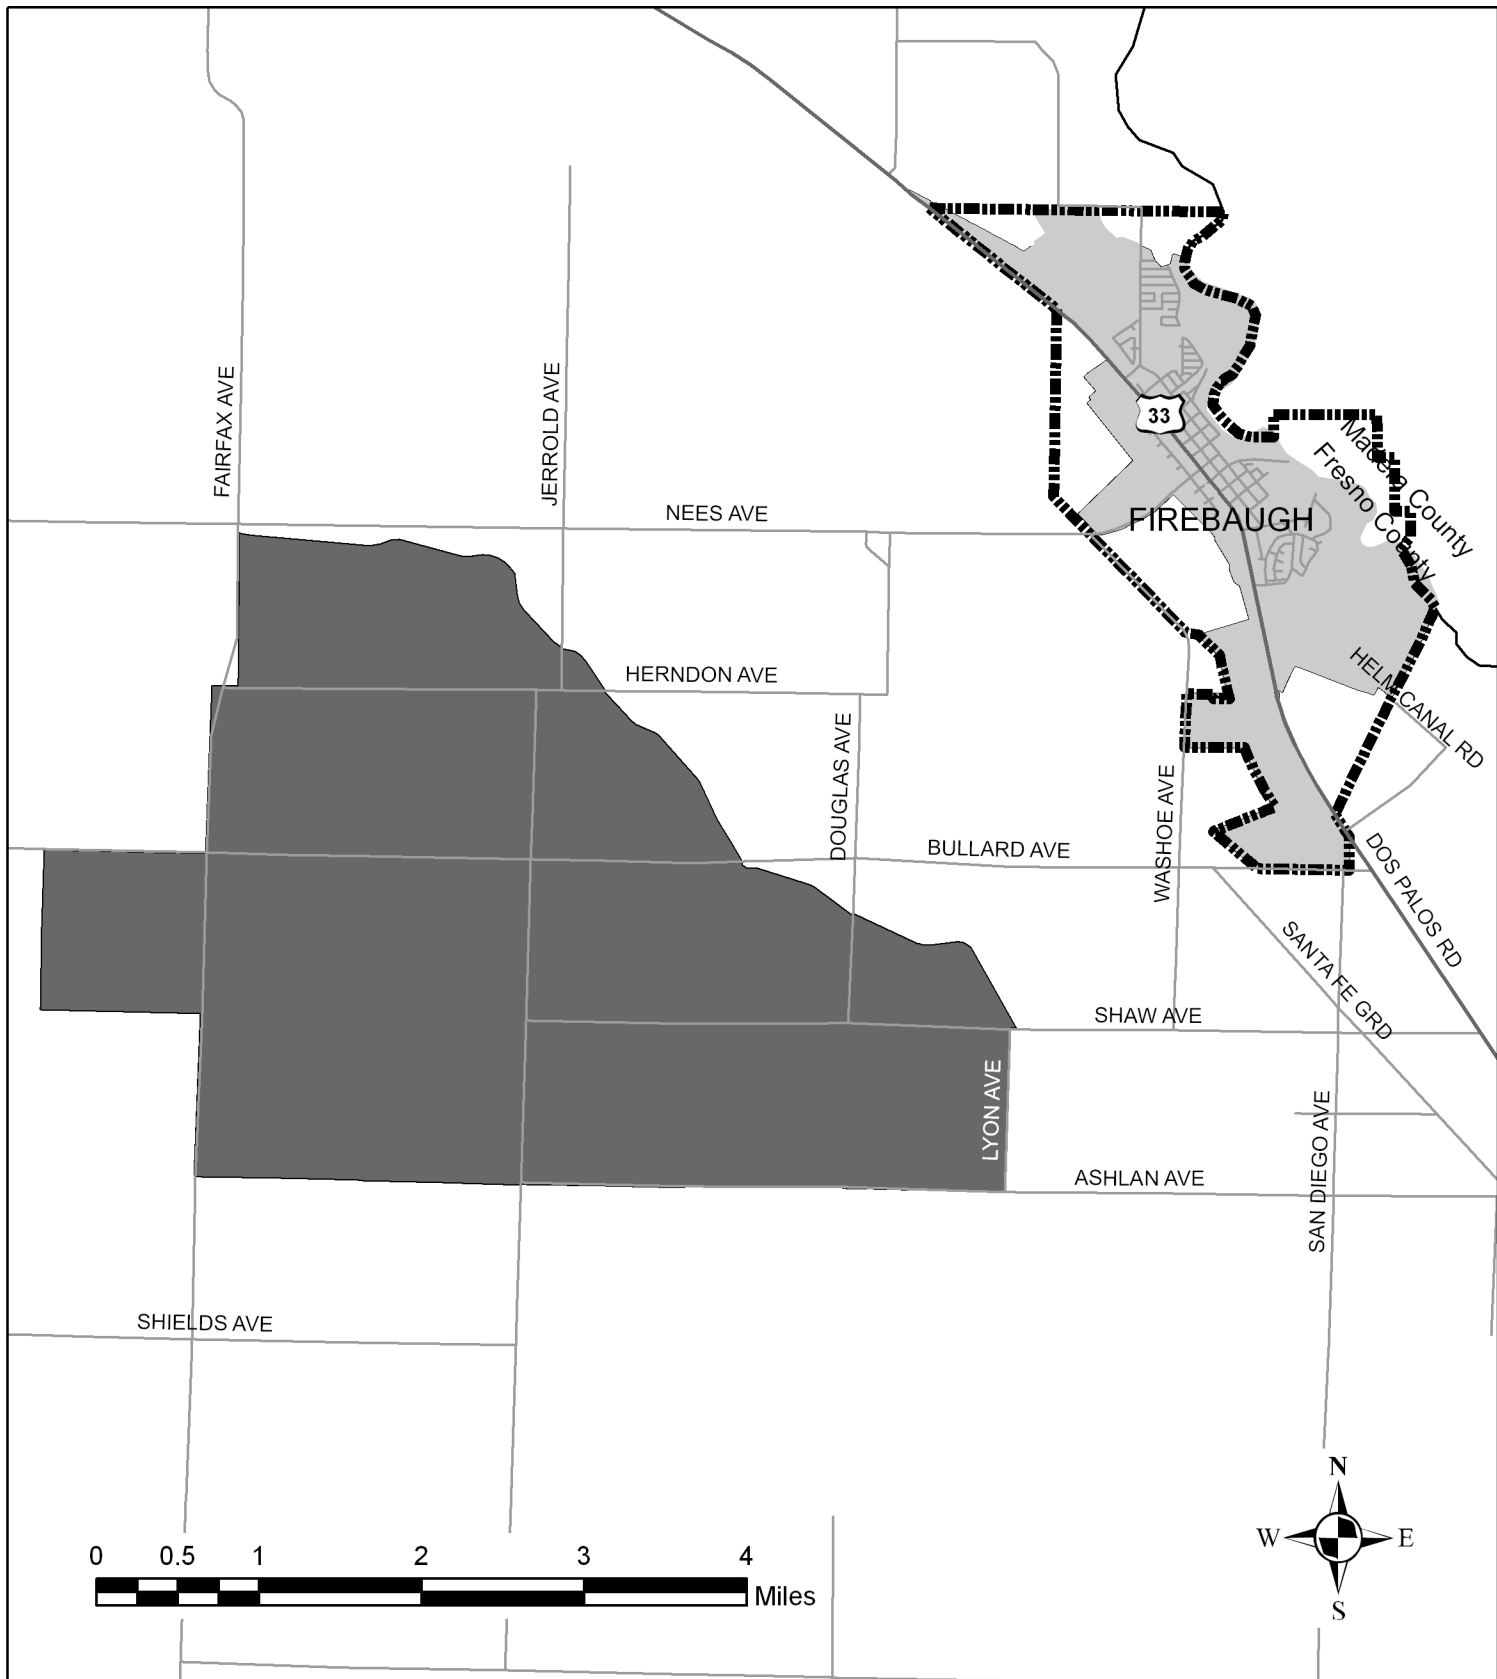 FAIRFAX AVE
JERROLD AVE
33
Madera County
Fresno County
NEES AVE
FIREBAUGH
HERNDON AVE
HELM CANAL RD
DOUGLAS AVE
WASHOE AVE
BULLARD AVE
DOS PALOS RD
SANTA FE GRD
SHAW AVE
LYON AVE
SAN DIEGO AVE
ASHLAN AVE
SHIELDS AVE
N
W E
S
0 0.5 1 2 3 4
Miles